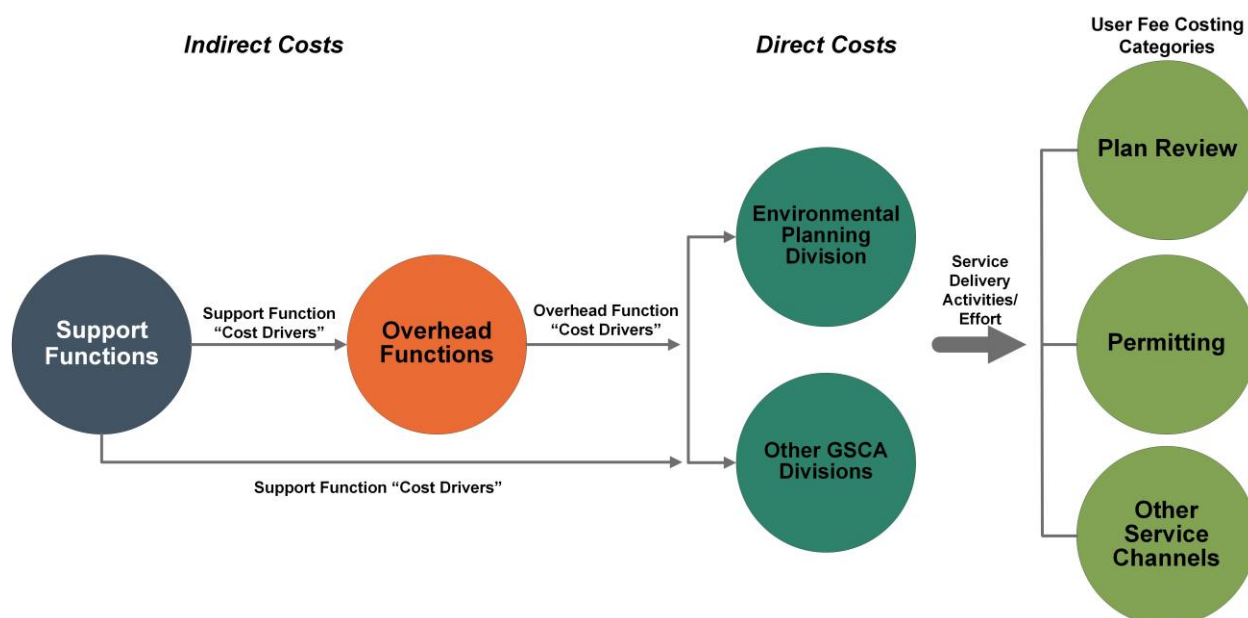 Indirect Costs
Direct Costs
User Fee Costing
Categories
Support
Functions
Support Function
“Cost Drivers”
Overhead
Functions
Overhead Function
“Cost Drivers”
Support Function “Cost Drivers”
Environmental
Planning
Division
Other GSCA
Divisions
Service
Delivery
Activities/
Effort
Plan Review
Permitting
Other
Service
Channels